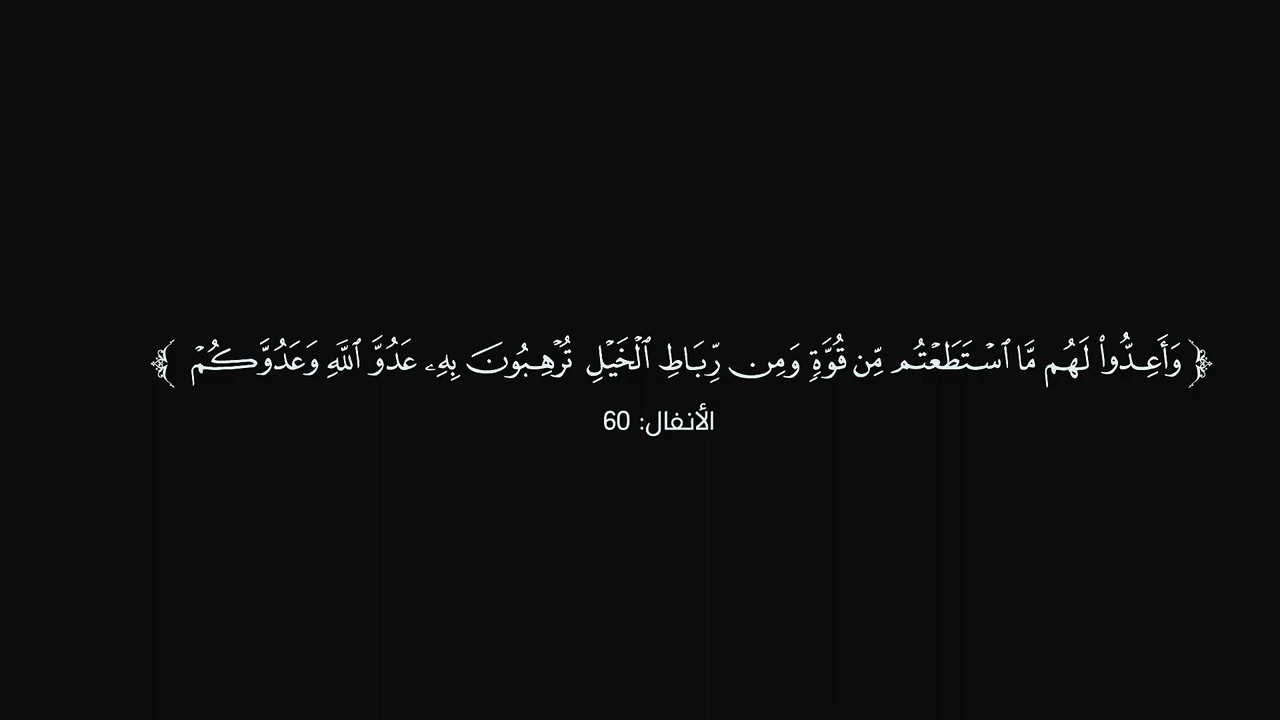 ﴿ وَأَعِدُّوا۟ لَهُم مَّا ٱسْتَطَعْتُم مِّن قُوَّةٍۢ وَمِن رِّبَاطِ ٱلْخَيْلِ تُرْهِبُونَ بِهِۦ عَدُوَّ ٱللَّهِ وَعَدُوَّكُمْ ﴾
الأنفال: 60